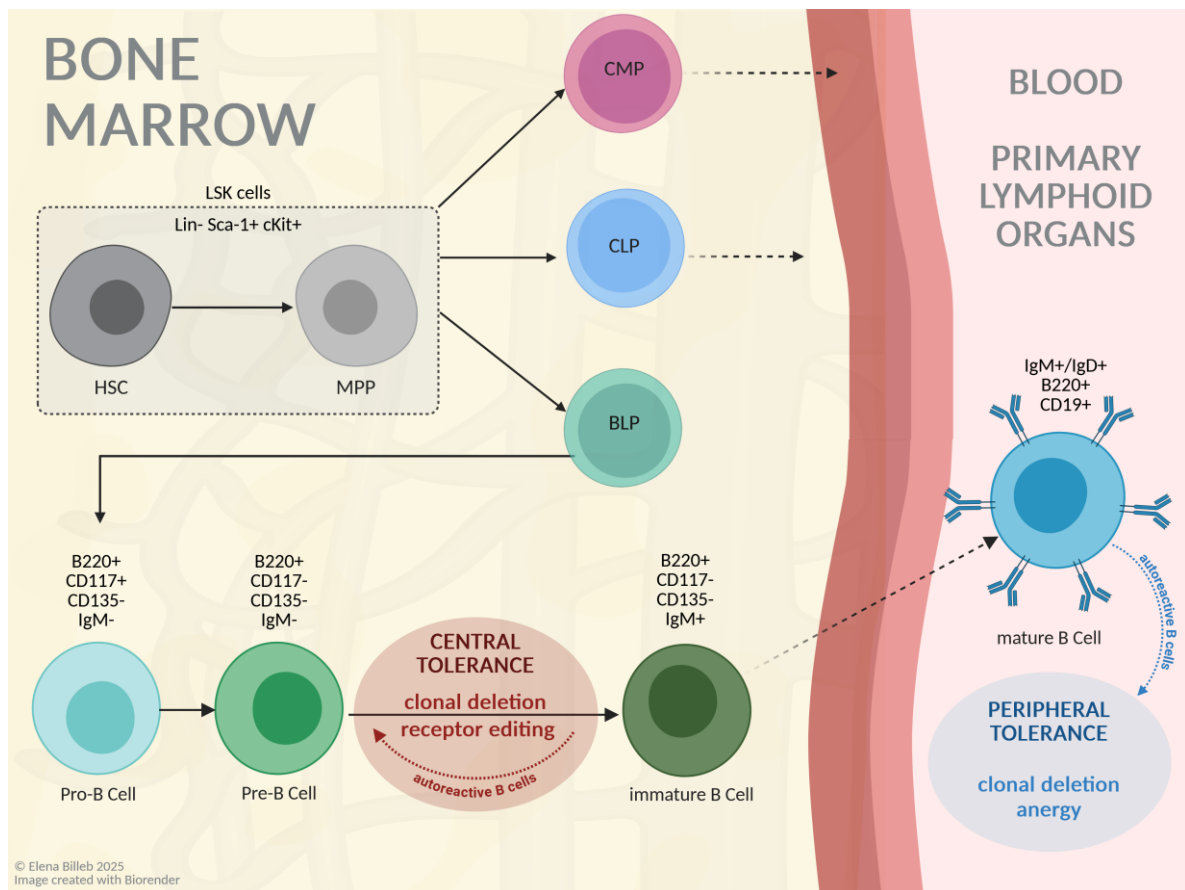 BONE
MARROW
CMP
BLOOD
PRIMARY
LYMPHOID
ORGANS
LSK cells
Lin- Sca-1+ cKit+
HSC
MPP
CLP
BLP
IgM+/IgD+
B220+
CD19+
mature B Cell
autoreactive B cells
B220+
CD117+
CD135-
IgM-
Pro-B Cell
B220+
CD117-
CD135-
IgM-
Pre-B Cell
CENTRAL
TOLERANCE
clonal deletion
receptor editing
autoreactive B cells
B220+
CD117-
CD135-
IgM+
immature B Cell
PERIPHERAL
TOLERANCE
clonal deletion
anergy
© Elena Billeb 2025
Image created with Biorender